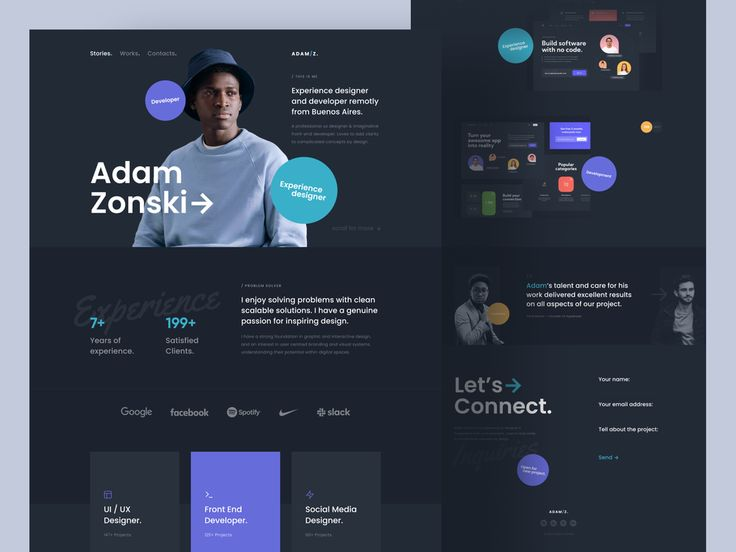 Stories.
Works.
Contacts.
ADAM/Z.
/ THIS IS ME
Developer
Experience designer
and developer remotly
from Buenos Aires.
A professional ux designer & imaginative
front-end developer. Loves to add clarity
to complicated concepts by design.
Adam
Zonski→
Experience
designer
scroll for more
Experience
7+
Years of
experience.
199+
Satisfied
Clients.
/ PROBLEM SOLVER
I enjoy solving problems with clean
scalable solutions. I have a genuine
passion for inspiring design.
I have a strong foundation in graphic and interactive design,
and an interest in user centred branding and visual systems,
understanding their potential within digital spaces.
Google
facebook
Spotify
slack
UI / UX
Designer.
147+ Projects
Front End
Developer.
325+ Projects
Social Media
Designer.
Experience
designer
Build software
with no code.
Turn your
awesome app
into reality
Popular
categories
Build your
connection
Development
Adam's talent and care for his
work delivered excellent results
on all aspects of our project.
Let's→
Connect.
Inquiries
Open for
new project.
Your name:
Your email address:
Tell about the project:
Send →
ADAM/Z.